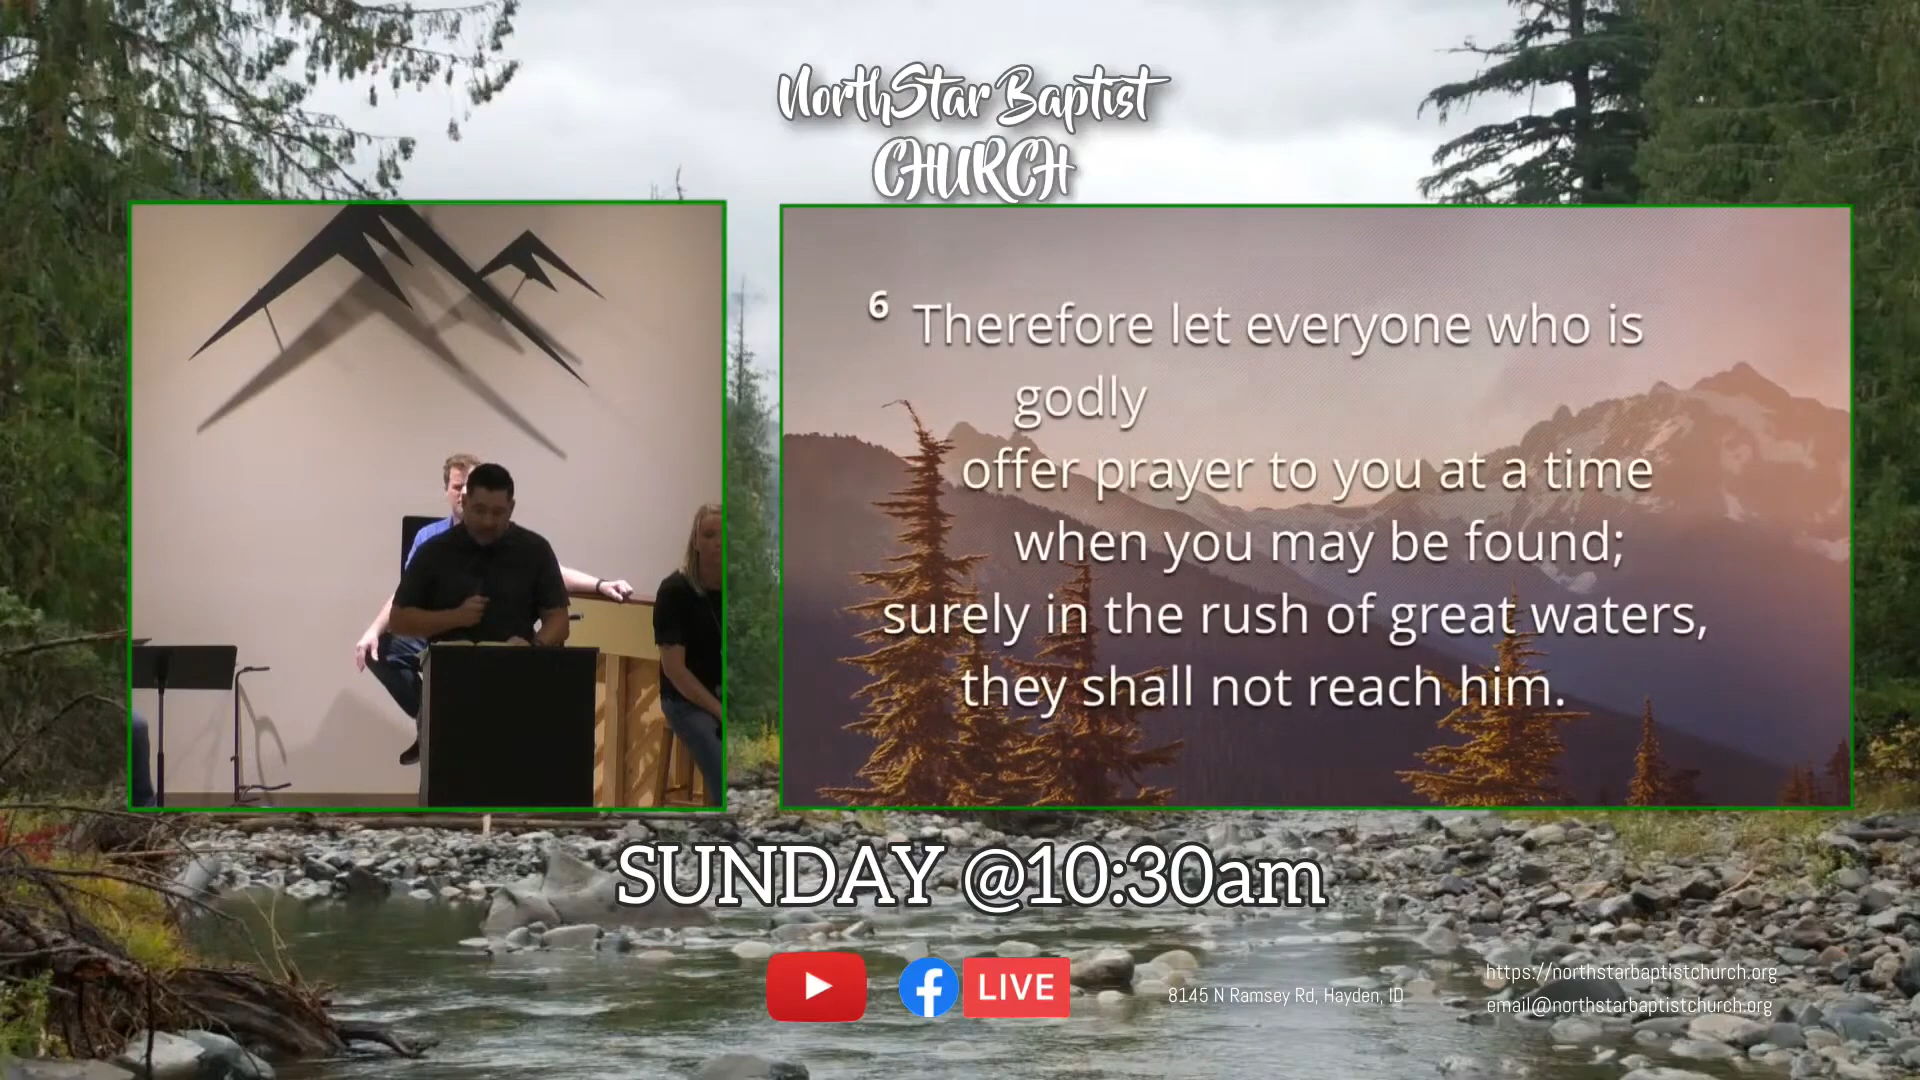 NorthStar Baptist
CHURCH
6 Therefore let everyone who is
godly
offer prayer to you at a time
when you may be found;
surely in the rush of great waters,
they shall not reach him.
SUNDAY @10:30am
LIVE
8145 N Ramsey Rd, Hayden, ID
https://northstarbaptistchurch.org
email@northstarbaptistchurch.org